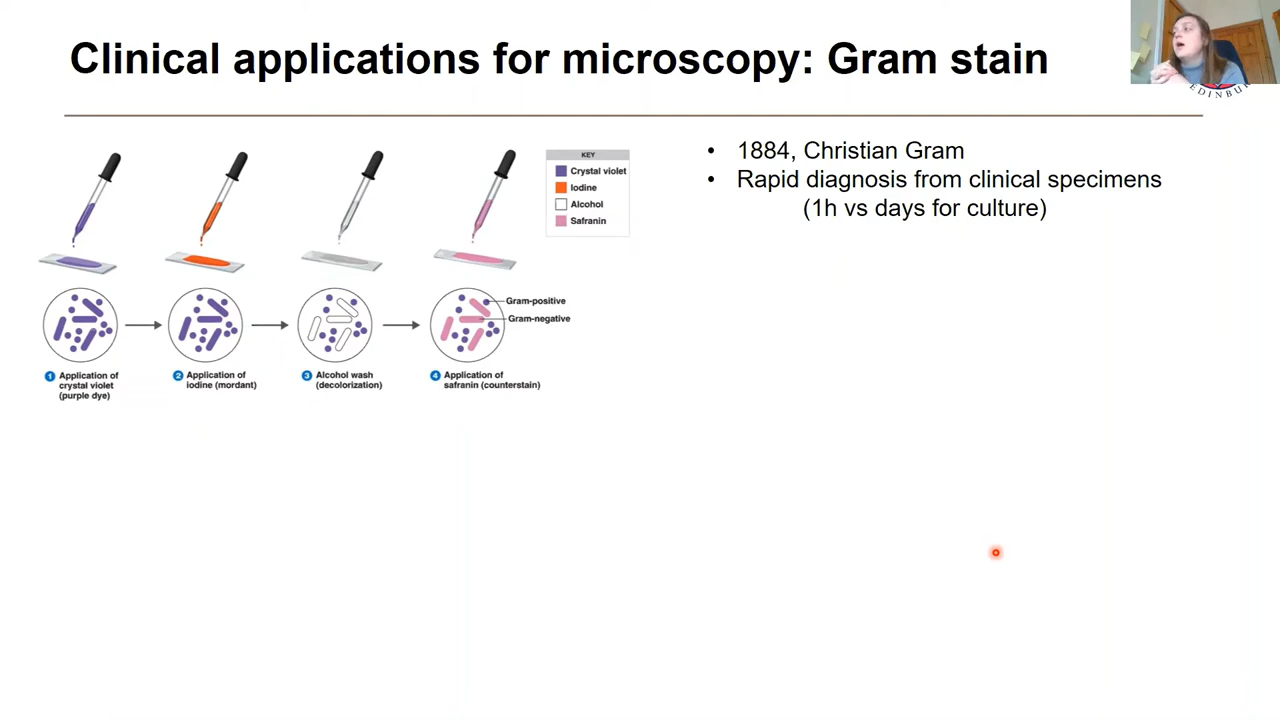 Clinical applications for microscopy: Gram stain
EDINBUR
KEY
Crystal violet
Iodine
Alcohol
Safranin
Gram-positive
Gram-negative
1 Application of
crystal violet
(purple dye)
2 Application of
iodine (mordant)
3 Alcohol wash
(decolorization)
4 Application of
safranin (counterstain)
• 1884, Christian Gram
• Rapid diagnosis from clinical specimens
(1h vs days for culture)